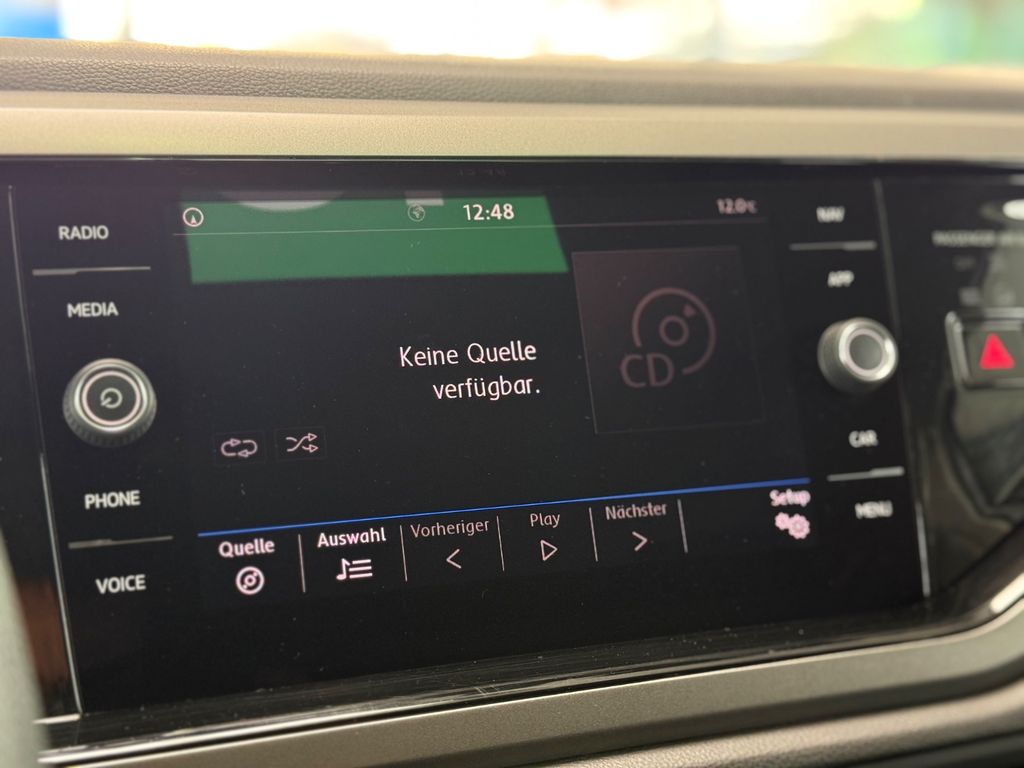 12:48
12.0°C
RADIO
MEDIA
PHONE
VOICE
Keine Quelle
verfügbar.
CD
Quelle
Auswahl
Vorheriger
Play
Nächster
Setup
NAV
APP
CAR
MENU